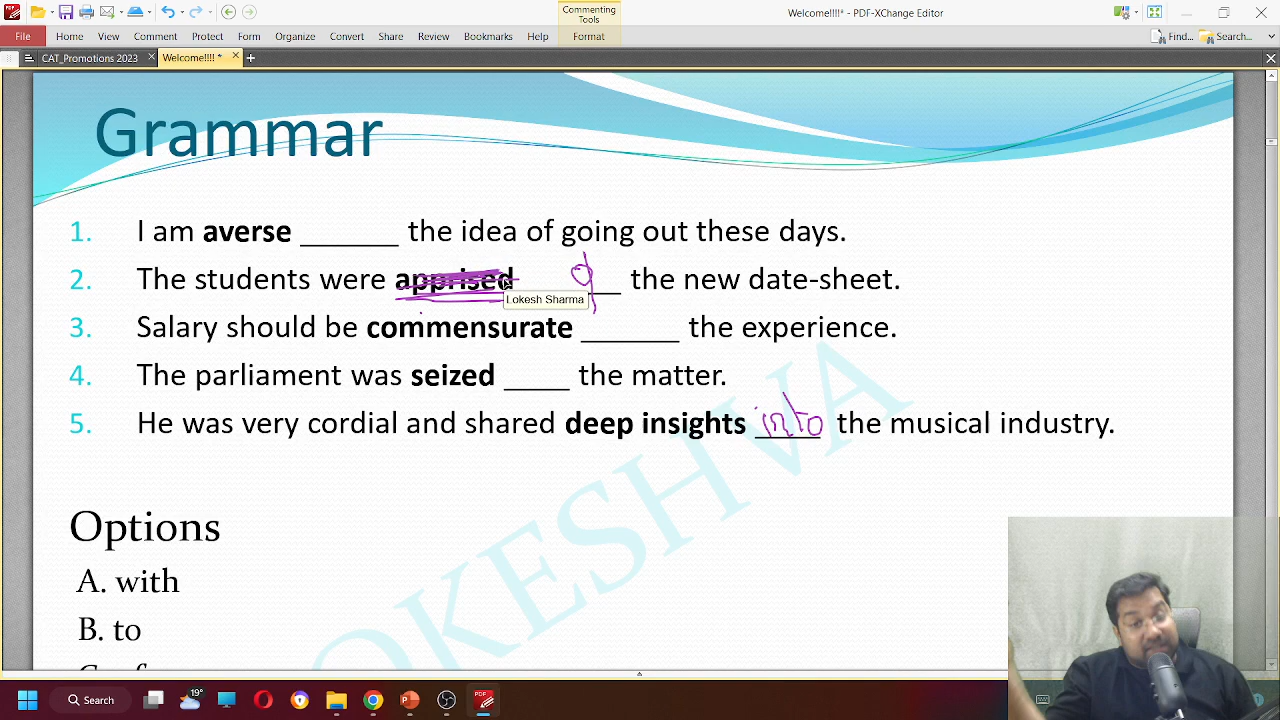 Commenting Tools
Welcome!!!!* - PDF-XChange Editor
File Home View Comment Protect Form Organize Convert Share Review Bookmarks Help Format Find... Search...
CAT_Promotions 2023 Welcome!!!! *
Grammar
1. I am averse _______ the idea of going out these days.
2. The students were apprised of the new date-sheet.
Lokesh Sharma
3. Salary should be commensurate _______ the experience.
4. The parliament was seized ____ the matter.
5. He was very cordial and shared deep insights into the musical industry.
OKESHVA
Options
A. with
B. to
Search 19°